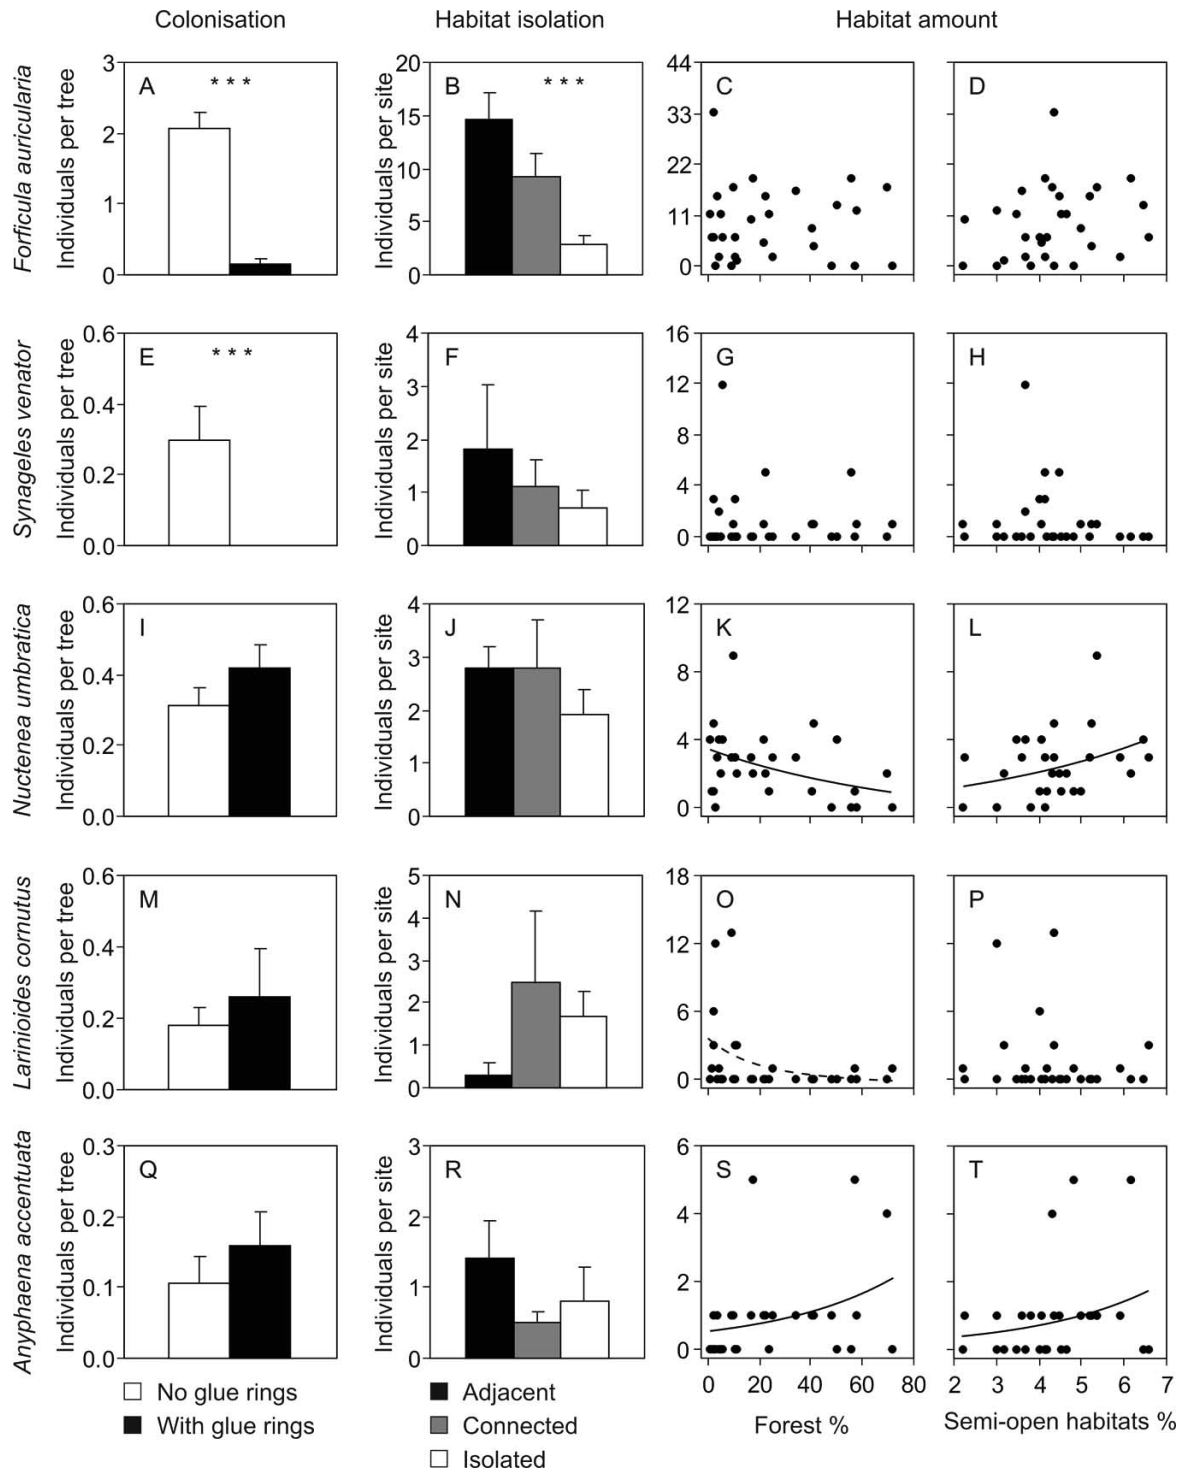 Colonisation
Habitat isolation
Habitat amount
Forficula auricularia
Individuals per tree
3
2
1
0
A
* * *
Individuals per site
20
15
10
5
0
B
* * *
44
33
22
11
0
C
D
Synageles venator
Individuals per tree
0.6
0.4
0.2
0.0
E
* * *
Individuals per site
4
3
2
1
0
F
16
12
8
4
0
G
H
Nuctenea umbratica
Individuals per tree
0.6
0.4
0.2
0.0
I
Individuals per site
4
3
2
1
0
J
12
8
4
0
K
L
Larinioides cornutus
Individuals per tree
0.6
0.4
0.2
0.0
M
Individuals per site
5
4
3
2
1
0
N
18
12
6
0
O
P
Anyphaena accentuata
Individuals per tree
0.3
0.2
0.1
0.0
Q
Individuals per site
3
2
1
0
R
6
4
2
0
S
T
0 20 40 60 80
2 3 4 5 6 7
No glue rings
With glue rings
Adjacent
Connected
Isolated
Forest %
Semi-open habitats %